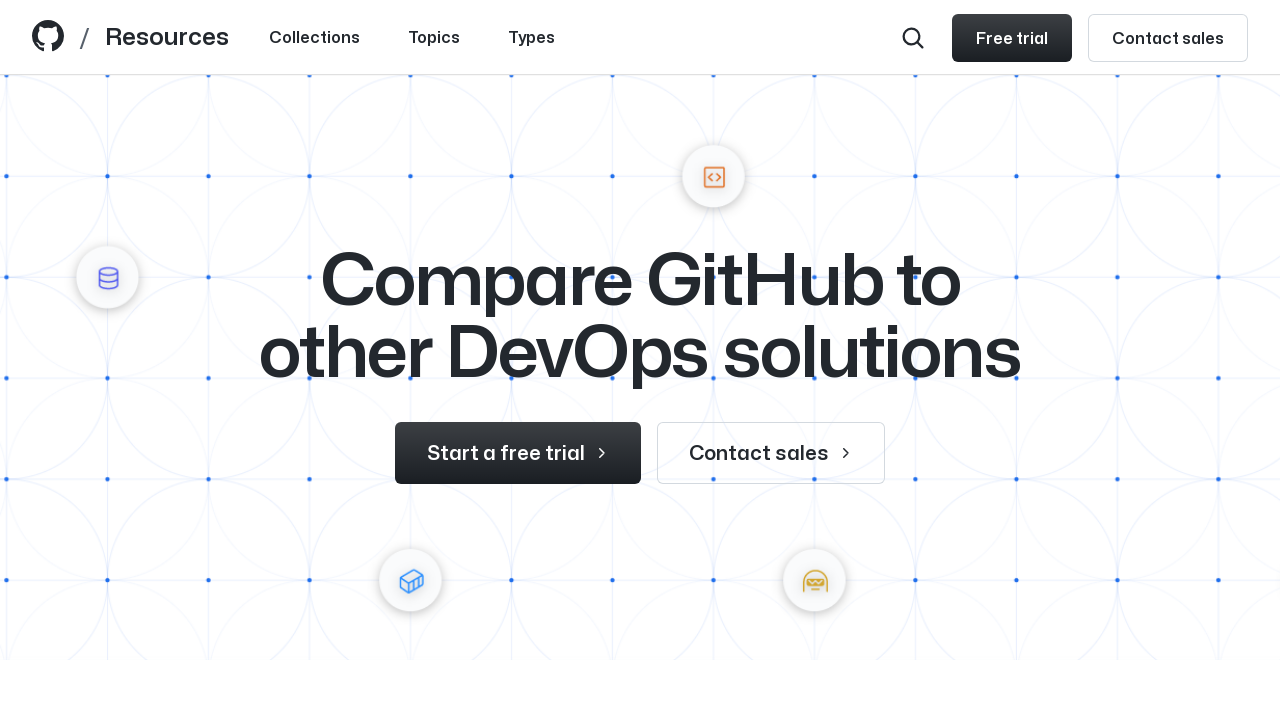 / Resources Collections Topics Types Free trial Contact sales
Compare GitHub to
other DevOps solutions
Start a free trial Contact sales